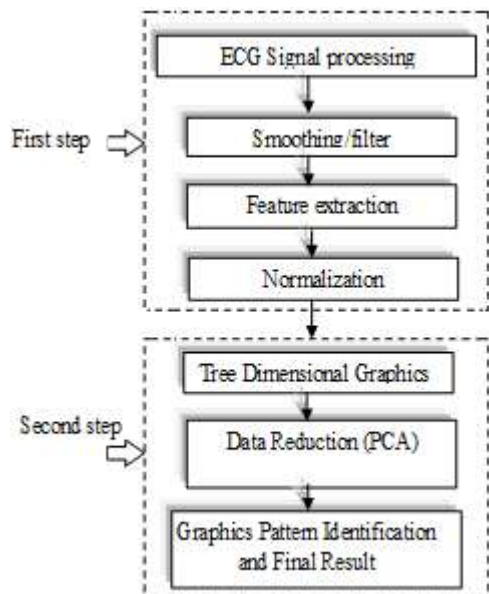 ECG Signal processing
First step
Smoothing/filter
Feature extraction
Normalization
Tree Dimensional Graphics
Second step
Data Reduction (PCA)
Graphics Pattern Identification
and Final Result